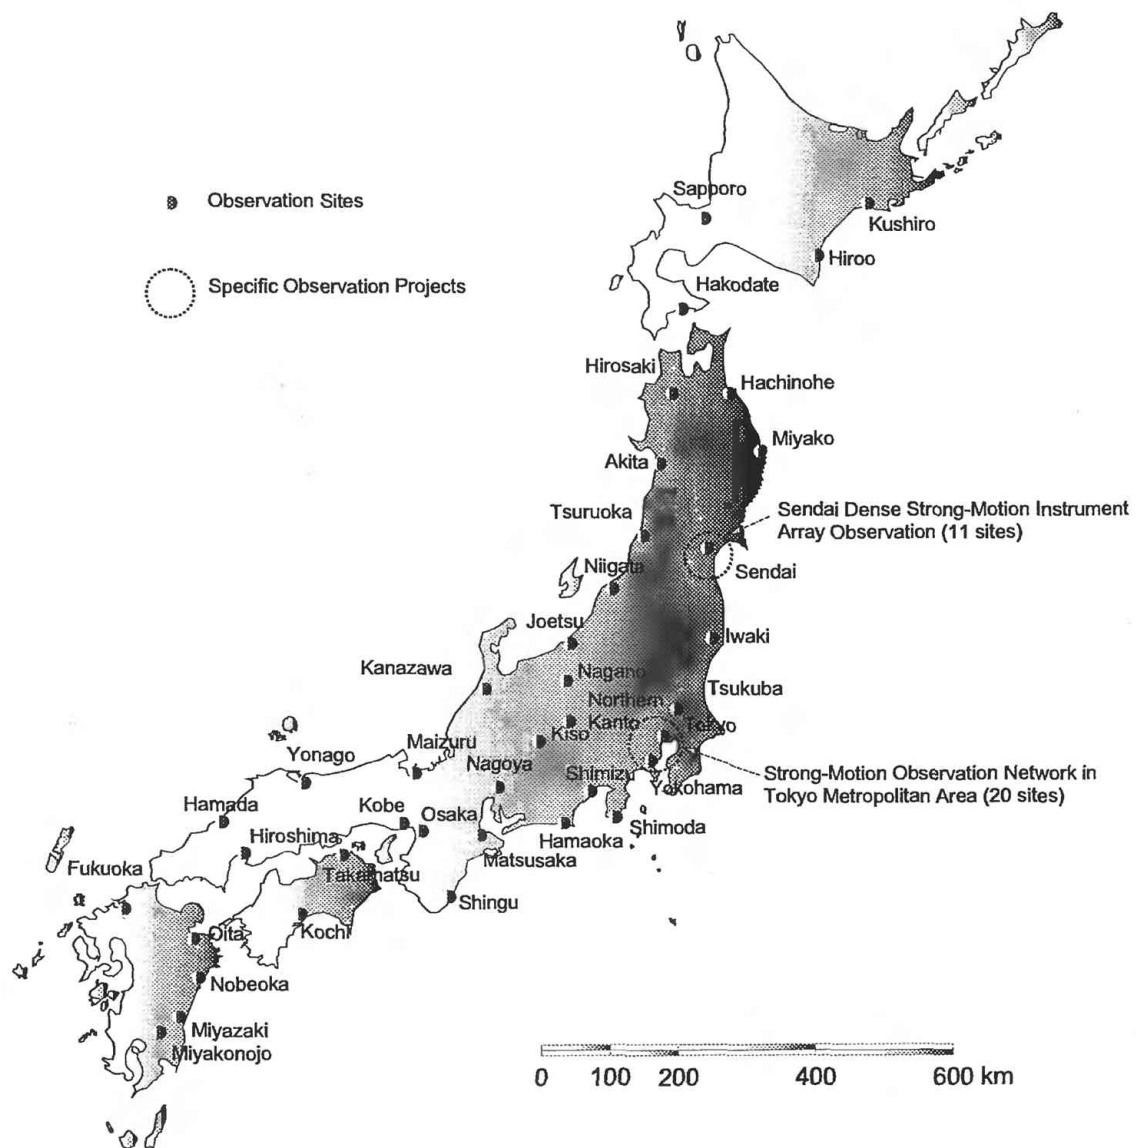 Sapporo
Observation Sites
Kushiro
Hiroo
Specific Observation Projects
Hakodate
Hirosaki
Hachinohe
Miyako
Akita
Tsuruoka
Sendai Dense Strong-Motion Instrument
Array Observation (11 sites)
Niigata
Sendai
Joetsu
Iwaki
Kanazawa
Nagano
Tsukuba
Northern
Kanto
Tokyo
Kiso
Maizuru
Yonago
Nagoya
Shimizu
Yokohama
Strong-Motion Observation Network in
Tokyo Metropolitan Area (20 sites)
Hamada
Kobe
Osaka
Hamaoka
Shimoda
Hiroshima
Matsusaka
Fukuoka
Takamatsu
Shingu
Kochi
Oita
Nobeoka
Miyazaki
Miyakonojo
0 100 200 400 600 km